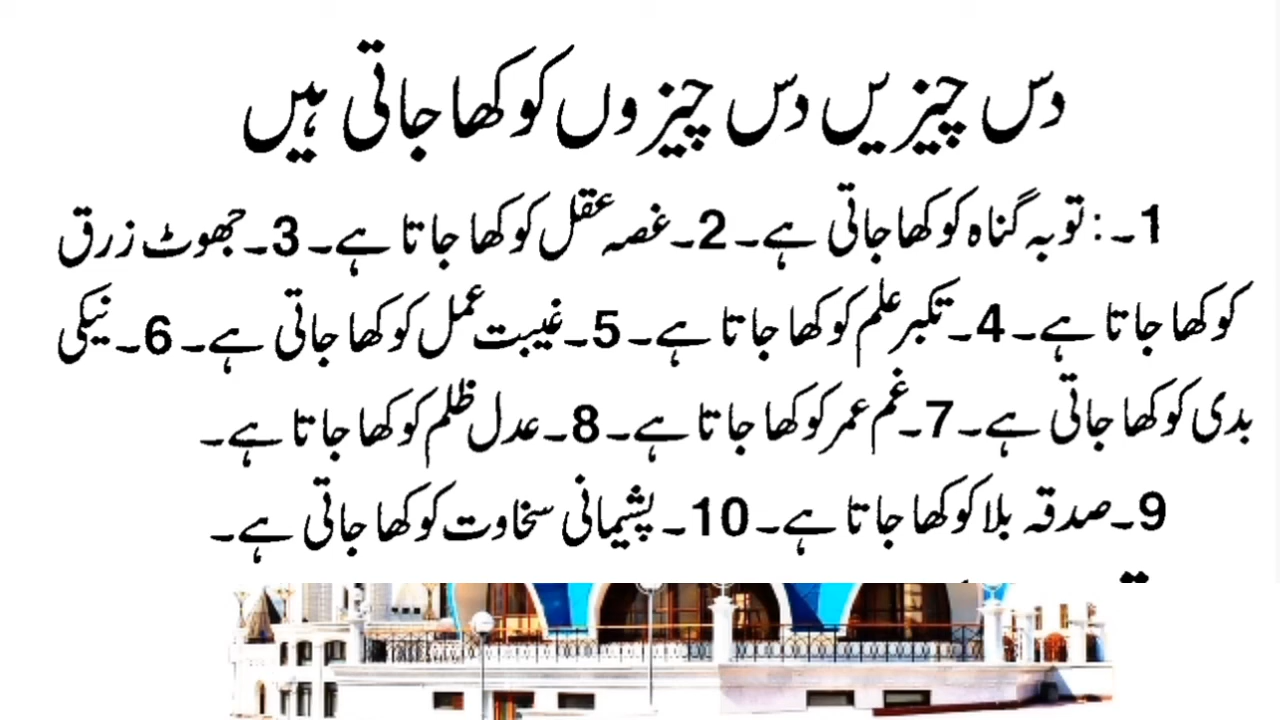 دس چیزیں دس چیزوں کو کھا جاتی ہیں
1۔: توبہ گناہ کو کھا جاتی ہے۔ 2۔ غصہ عقل کو کھا جاتا ہے۔ 3۔ جھوٹ زرق
کو کھا جاتا ہے۔ 4۔ تکبر علم کو کھا جاتا ہے۔ 5۔ غیبت عمل کو کھا جاتی ہے۔ 6۔ نیکی
بدی کو کھا جاتی ہے۔ 7۔ غم عمر کو کھا جاتا ہے۔ 8۔ عدل ظلم کو کھا جاتا ہے۔
9۔ صدقہ بلا کو کھا جاتا ہے۔ 10۔ پشیمانی سخاوت کو کھا جاتی ہے۔